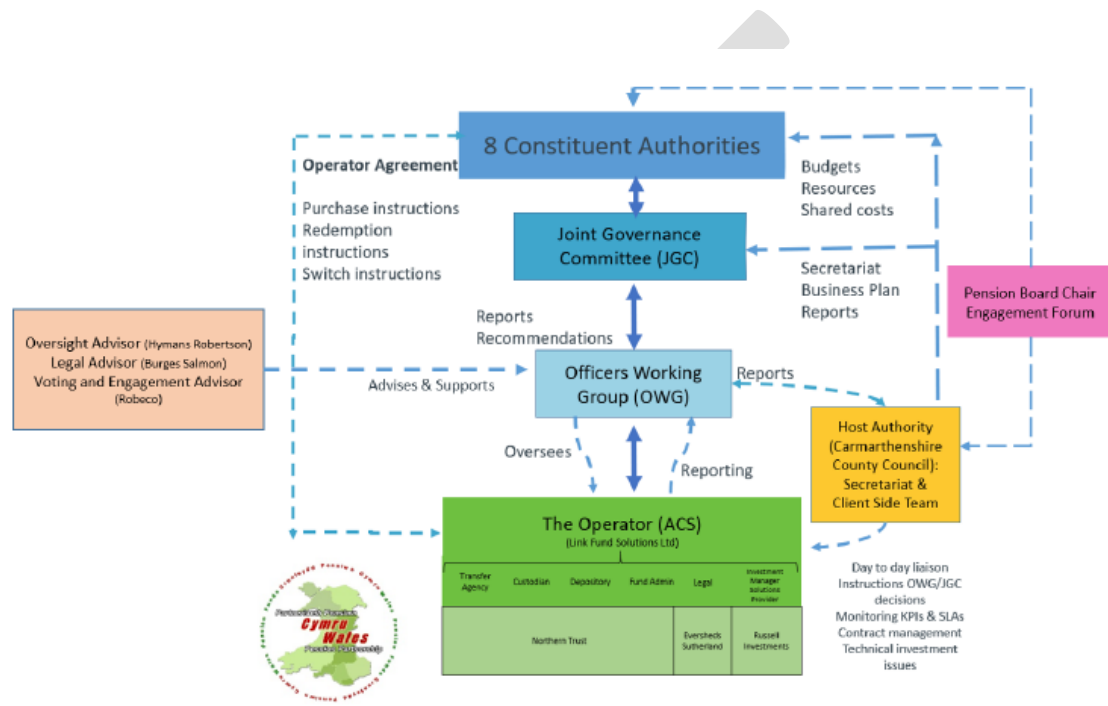 8 Constituent Authorities
Operator Agreement
Purchase instructions
Redemption
instructions
Switch instructions
Budgets
Resources
Shared costs
Joint Governance
Committee (JGC)
Secretariat
Business Plan
Reports
Pension Board Chair
Engagement Forum
Reports
Recommendations
Oversight Advisor (Hymans Robertson)
Legal Advisor (Burges Salmon)
Voting and Engagement Advisor
(Robeco)
Advises & Supports
Officers Working
Group (OWG)
Reports
Host Authority
(Carmarthenshire
County Council):
Secretariat &
Client Side Team
Oversees
Reporting
The Operator (ACS)
(Link Fund Solutions Ltd)
Transfer
Agency
Custodian
Depository
Fund Admin
Legal
Investment
Manager
Solutions
Provider
Northern Trust
Eversheds
Sutherland
Russell
Investments
Day to day liaison
Instructions OWG/JGC
decisions
Monitoring KPIs & SLAs
Contract management
Technical investment
issues
Partneriaeth Pensiwn
Cymru
Wales
Pension Partnership